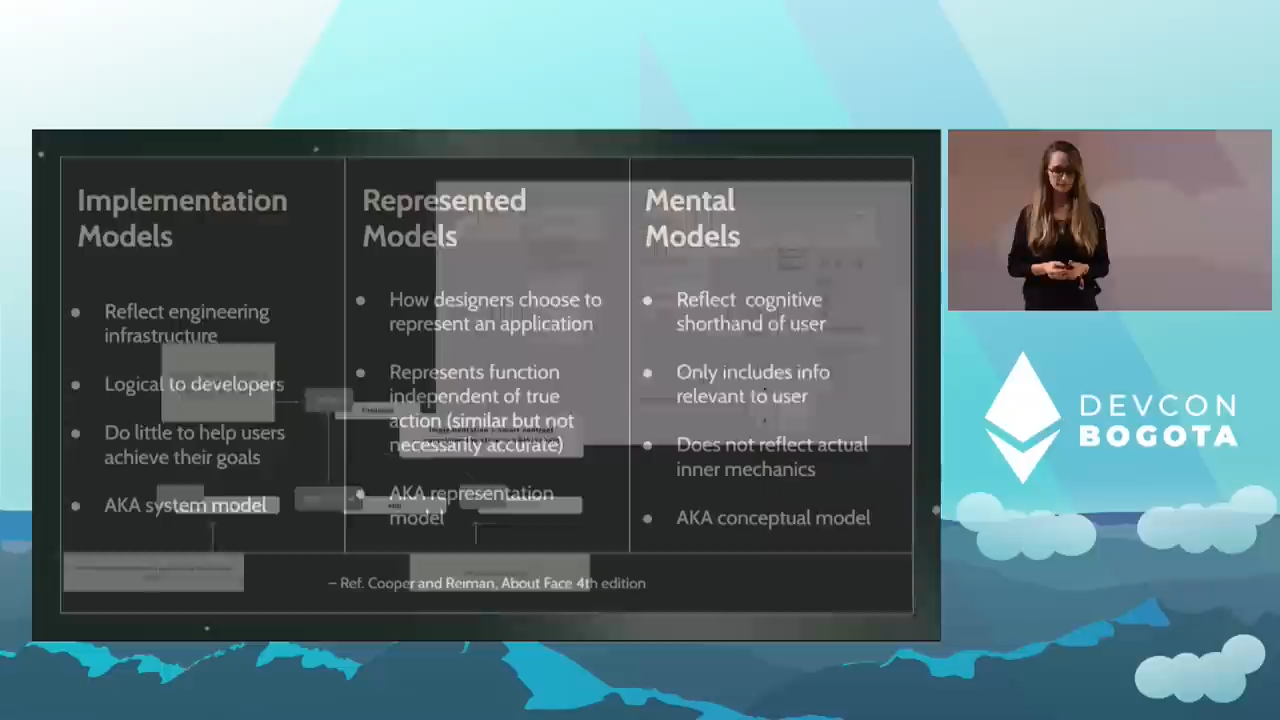 Implementation
Models
Reflect engineering
infrastructure
Logical to developers
Do little to help users
achieve their goals
AKA system model
Represented
Models
How designers choose to
represent an application
Represents function
independent of true
action (similar but not
necessarily accurate)
AKA representation
model
Mental
Models
Reflect cognitive
shorthand of user
Only includes info
relevant to user
Does not reflect actual
inner mechanics
AKA conceptual model
– Ref. Cooper and Reiman, About Face 4th edition
DEVCON
BOGOTA